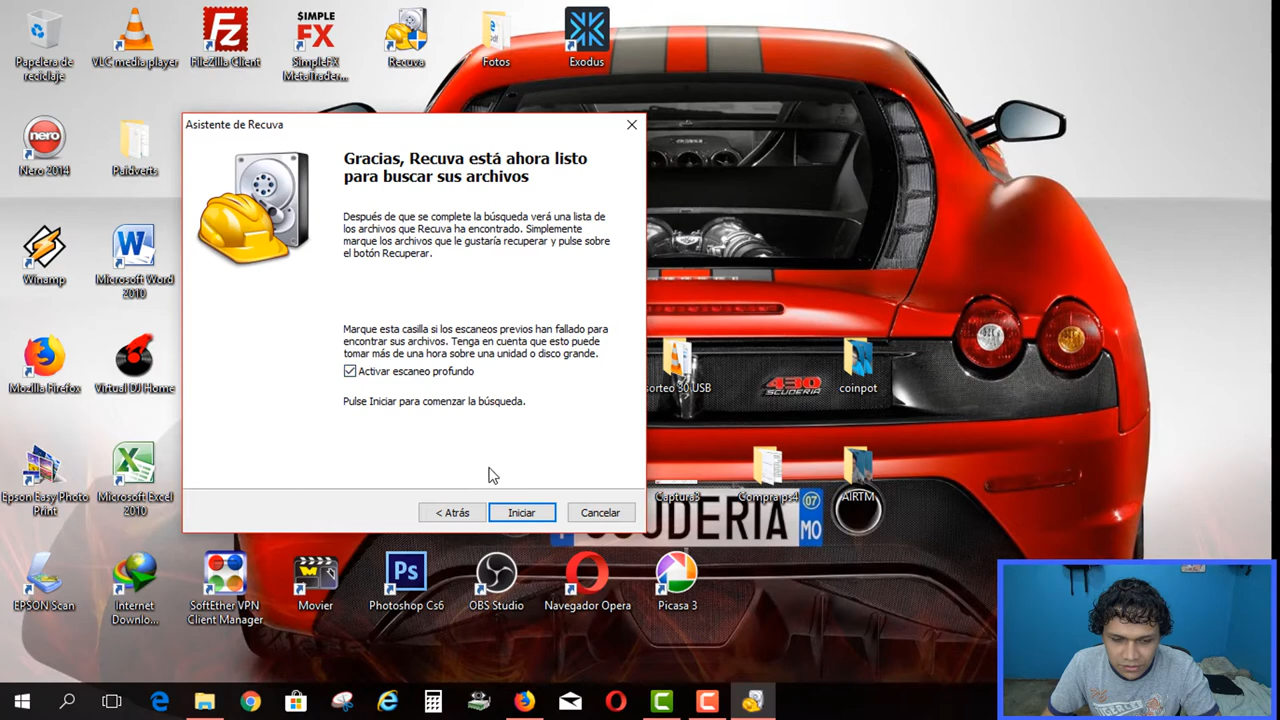 Papelera de
reciclaje
VLC media player
FileZilla Client
SIMPLE
FX
SimpleFX
MetaTrader...
Recuva
Fotos
Exodus
nero
Nero 2014
Paidverts
Winamp
Microsoft Word
2010
Mozilla Firefox
Virtual DJ Home
Epson Easy Photo
Print
Microsoft Excel
2010
Asistente de Recuva
Gracias, Recuva está ahora listo
para buscar sus archivos
Después de que se complete la búsqueda verá una lista de
los archivos que Recuva ha encontrado. Simplemente
marque los archivos que le gustaría recuperar y pulse sobre
el botón Recuperar.
Marque esta casilla si los escaneos previos han fallado para
encontrar sus archivos. Tenga en cuenta que esto puede
tomar más de una hora sobre una unidad o disco grande.
Activar escaneo profundo
Pulse Iniciar para comenzar la búsqueda.
< Atrás
Iniciar
Cancelar
sorteo 30 USB
430
SCUDERIA
coinpot
Captura3
Compraps4
AIRTM
CUDERIA
07
MO
EPSON Scan
Internet
Downlo...
SoftEther VPN
Client Manager
Movier
Ps
Photoshop Cs6
OBS Studio
Navegador Opera
Picasa 3